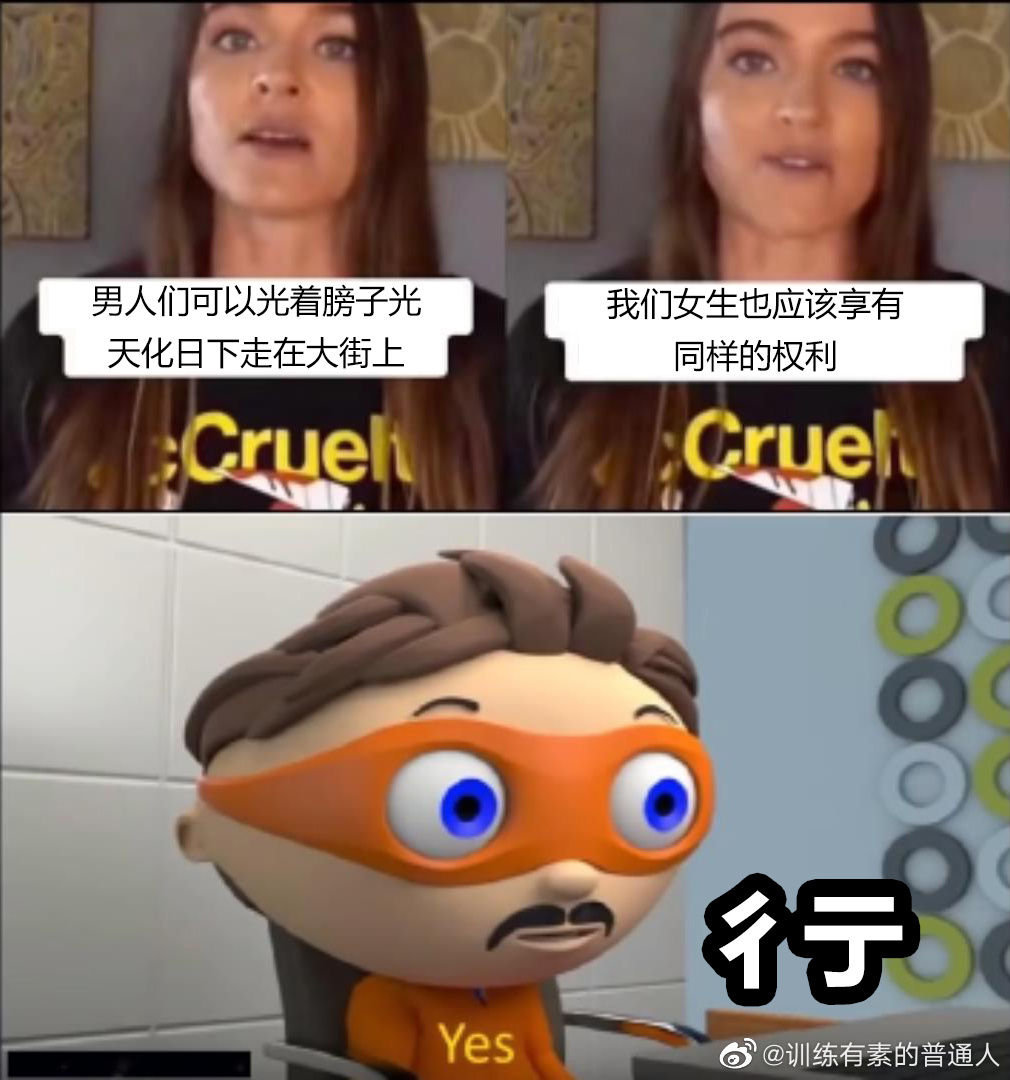 男人们可以光着膀子光
天化日下走在大街上
我们女生也应该享有
同样的权利
Cruelt
Cruelt
行
Yes
@训练有素的普通人